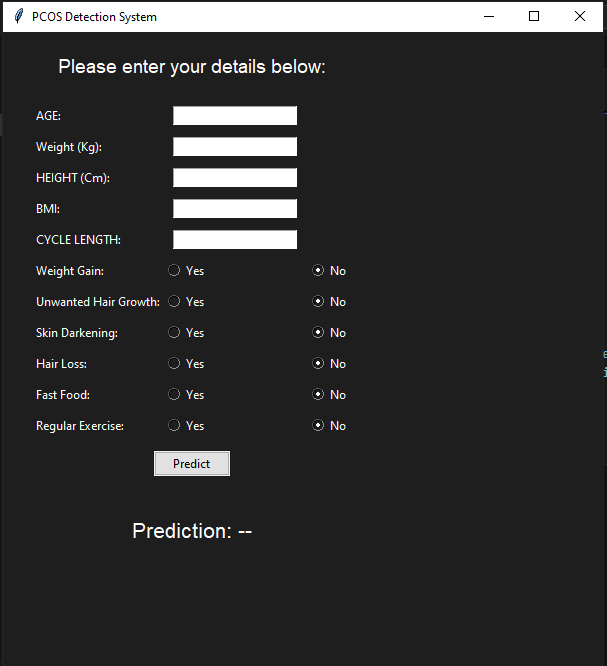 PCOS Detection System
Please enter your details below:
AGE:
Weight (Kg):
HEIGHT (Cm):
BMI:
CYCLE LENGTH:
Weight Gain: Yes No
Unwanted Hair Growth: Yes No
Skin Darkening: Yes No
Hair Loss: Yes No
Fast Food: Yes No
Regular Exercise: Yes No
Predict
Prediction: --